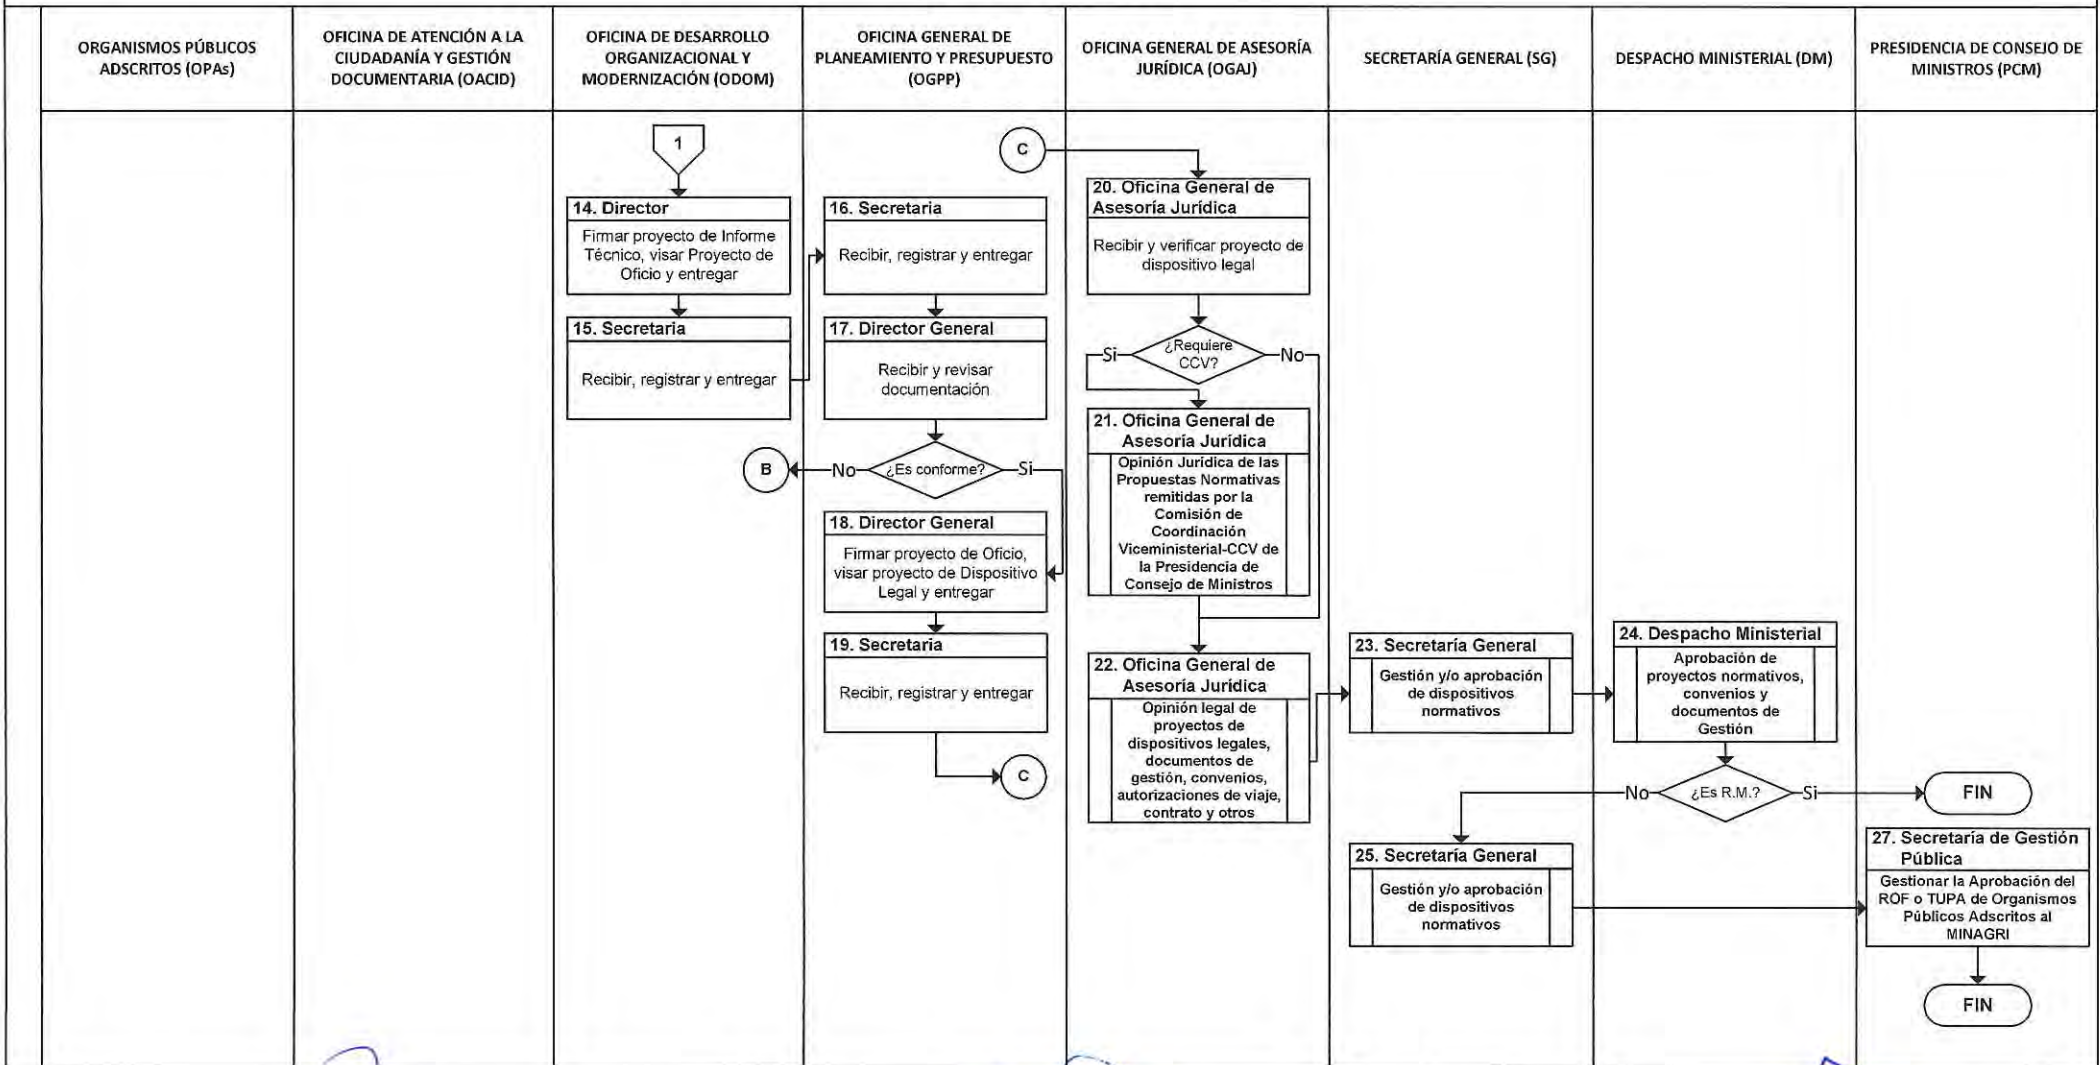 ORGANISMOS PÚBLICOS
ADSCRITOS (OPAs)
OFICINA DE ATENCIÓN A LA
CIUDADANÍA Y GESTIÓN
DOCUMENTARIA (OACID)
OFICINA DE DESARROLLO
ORGANIZACIONAL Y
MODERNIZACIÓN (ODOM)
OFICINA GENERAL DE
PLANEAMIENTO Y PRESUPUESTO
(OGPP)
OFICINA GENERAL DE ASESORÍA
JURÍDICA (OGAJ)
SECRETARÍA GENERAL (SG)
DESPACHO MINISTERIAL (DM)
PRESIDENCIA DE CONSEJO DE
MINISTROS (PCM)
1
14. Director
Firmar proyecto de Informe
Técnico, visar Proyecto de
Oficio y entregar
15. Secretaria
Recibir, registrar y entregar
16. Secretaria
Recibir, registrar y entregar
17. Director General
Recibir y revisar
documentación
¿Es conforme?
No
Si
B
18. Director General
Firmar proyecto de Oficio,
visar proyecto de Dispositivo
Legal y entregar
19. Secretaria
Recibir, registrar y entregar
C
C
20. Oficina General de
Asesoría Jurídica
Recibir y verificar proyecto de
dispositivo legal
¿Requiere
CCV?
Si
No
21. Oficina General de
Asesoría Jurídica
Opinión Jurídica de las
Propuestas Normativas
remitidas por la
Comisión de
Coordinación
Viceministerial-CCV de
la Presidencia de
Consejo de Ministros
22. Oficina General de
Asesoría Jurídica
Opinión legal de
proyectos de
dispositivos legales,
documentos de
gestión, convenios,
autorizaciones de viaje,
contrato y otros
23. Secretaría General
Gestión y/o aprobación
de dispositivos
normativos
24. Despacho Ministerial
Aprobación de
proyectos normativos,
convenios y
documentos de
Gestión
¿Es R.M.?
No
Si
FIN
25. Secretaría General
Gestión y/o aprobación
de dispositivos
normativos
27. Secretaría de Gestión
Pública
Gestionar la Aprobación del
ROF o TUPA de Organismos
Públicos Adscritos al
MINAGRI
FIN